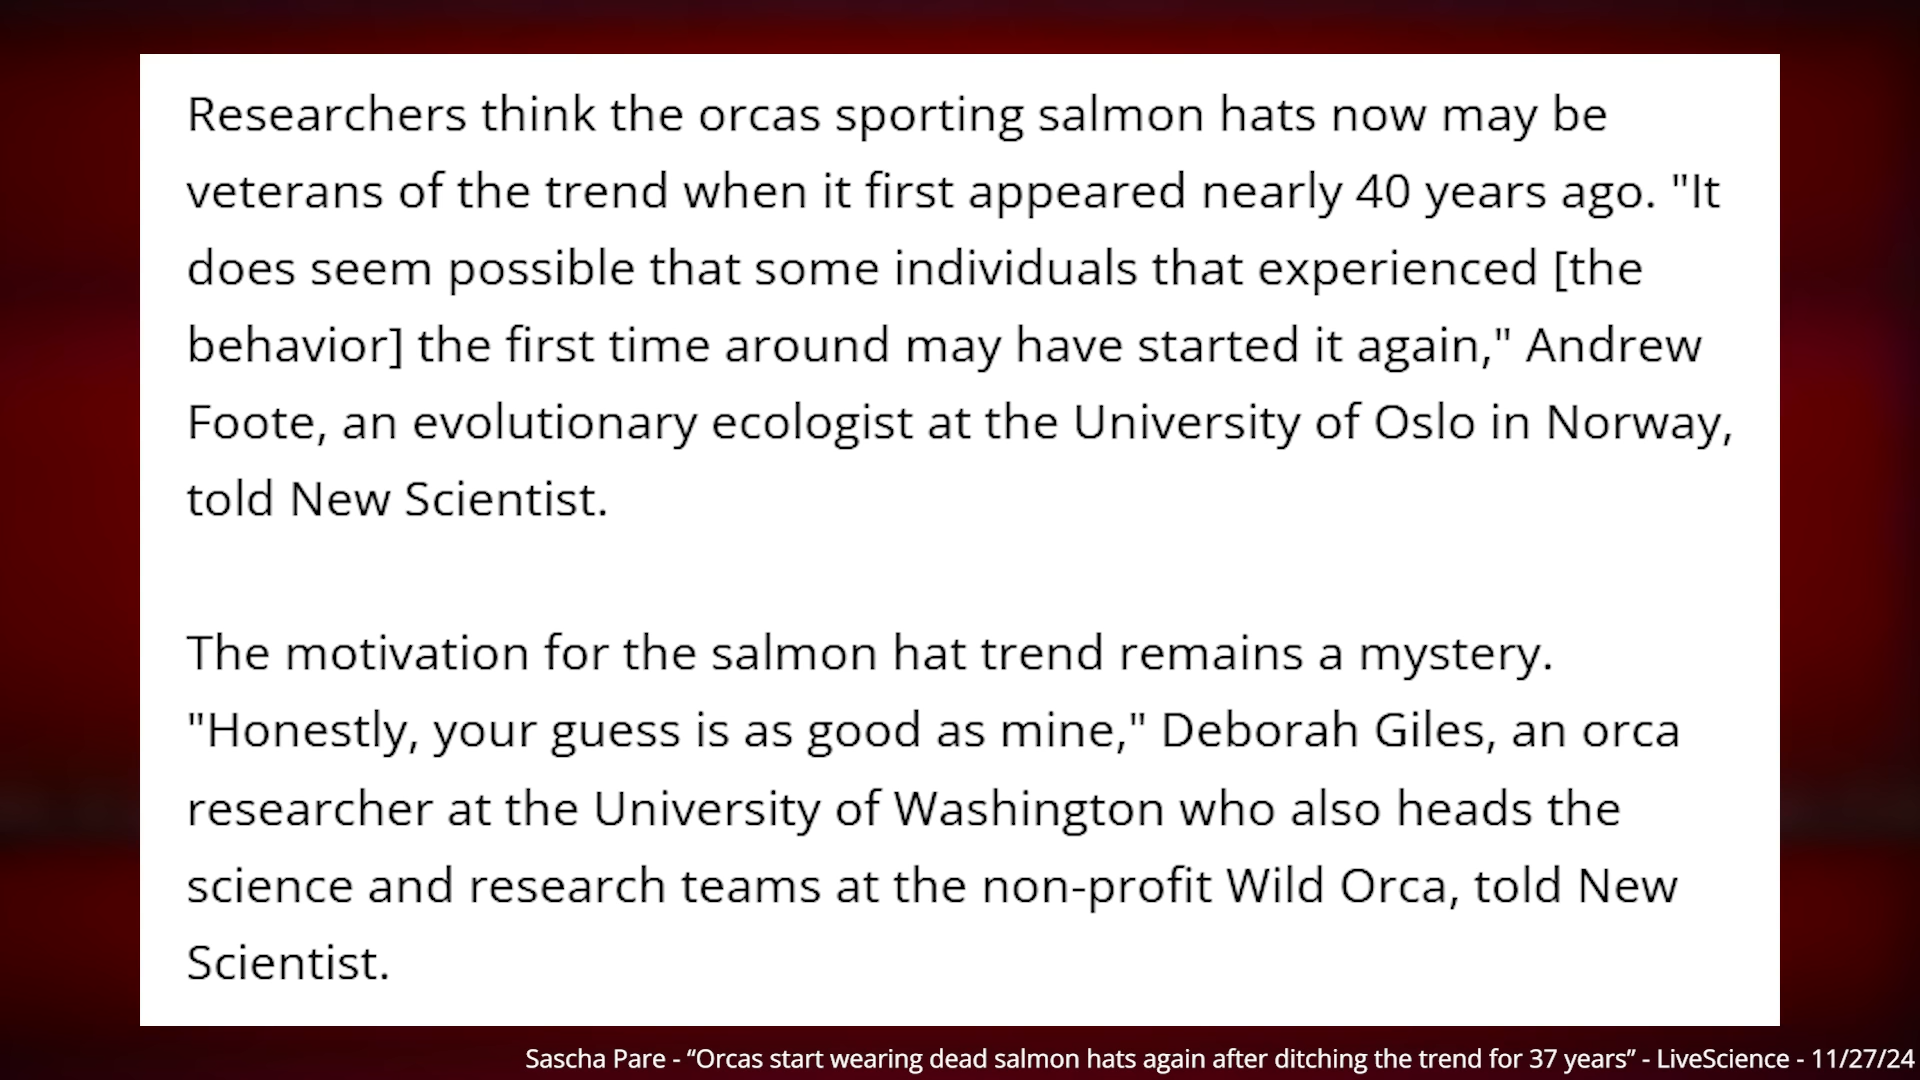 Researchers think the orcas sporting salmon hats now may be
veterans of the trend when it first appeared nearly 40 years ago. "It
does seem possible that some individuals that experienced [the
behavior] the first time around may have started it again," Andrew
Foote, an evolutionary ecologist at the University of Oslo in Norway,
told New Scientist.
The motivation for the salmon hat trend remains a mystery.
"Honestly, your guess is as good as mine," Deborah Giles, an orca
researcher at the University of Washington who also heads the
science and research teams at the non-profit Wild Orca, told New
Scientist.
Sascha Pare - “Orcas start wearing dead salmon hats again after ditching the trend for 37 years” - LiveScience - 11/27/24